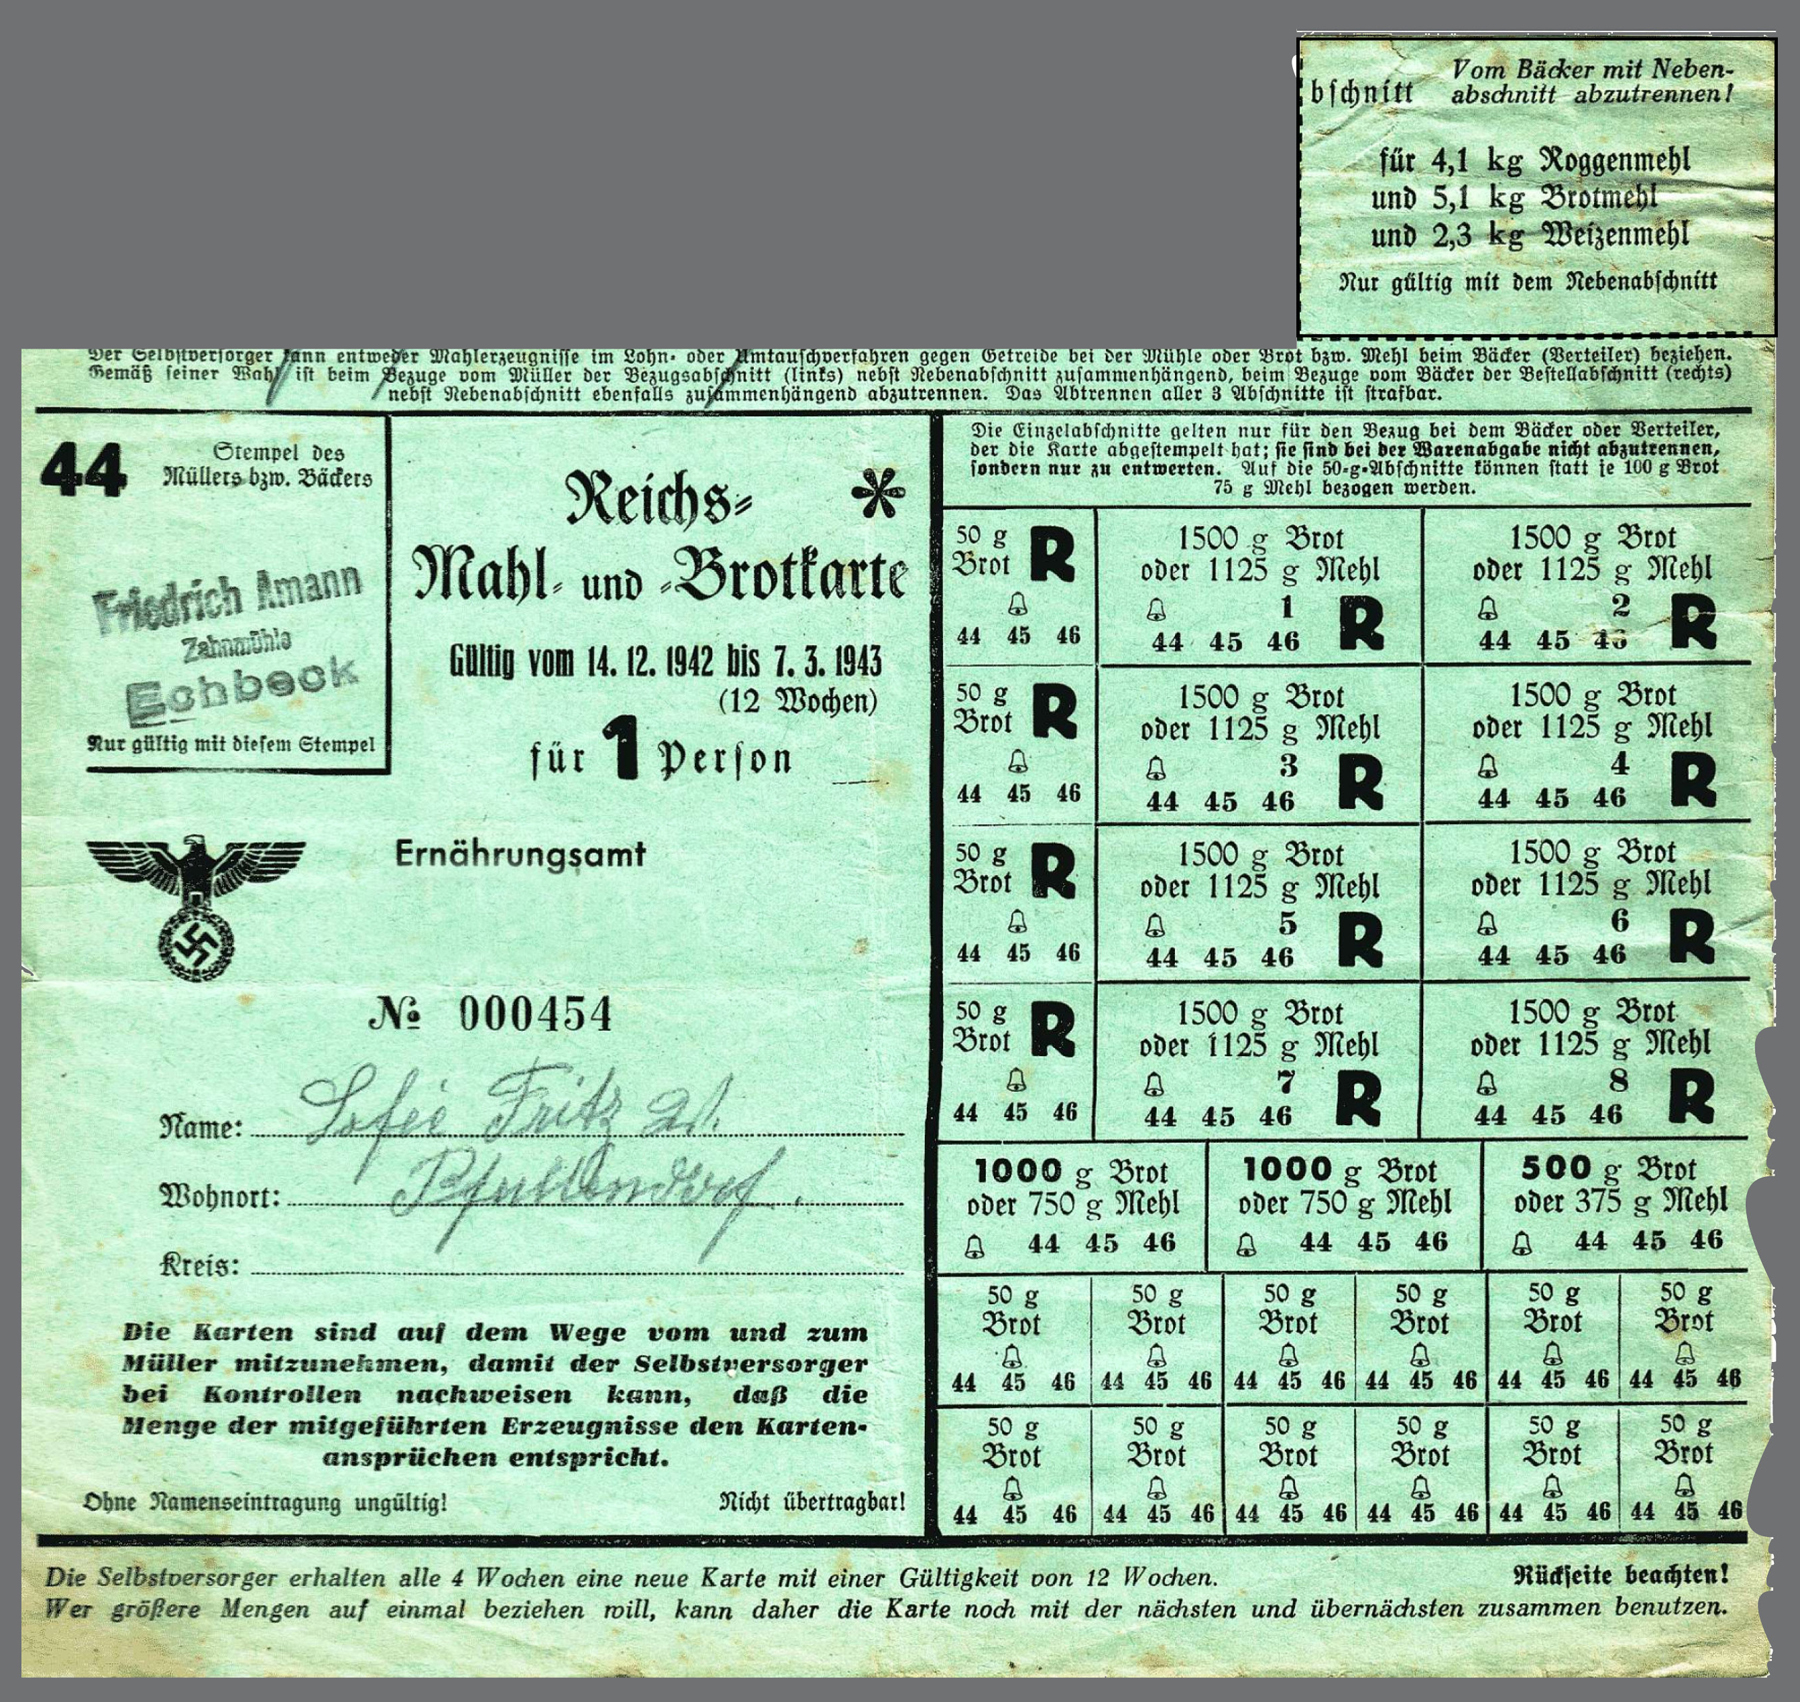 bschnitt
Vom Bäcker mit Neben-
abschnitt abzutrennen!
für 4,1 kg Roggenmehl
und 5,1 kg Brotmehl
und 2,3 kg Weizenmehl
Nur gültig mit dem Nebenabschnitt
Der Selbstversorger kann entweder Mahlerzeugnisse im Lohn- oder Umtauschverfahren gegen Getreide bei der Mühle oder Brot bzw. Mehl beim Bäcker (Verteiler) beziehen.
Gemäß seiner Wahl ist beim Bezuge vom Müller der Bezugsabschnitt (links) nebst Nebenabschnitt zusammenhängend, beim Bezuge vom Bäcker der Bestellabschnitt (rechts)
nebst Nebenabschnitt ebenfalls zusammenhängend abzutrennen. Das Abtrennen aller 3 Abschnitte ist strafbar.
44
Stempel des
Müllers bzw. Bäckers
Friedrich Amann
Zahnmühle
Echbeck
Nur gültig mit diesem Stempel
Reichs- *
Mahl- und -Brotkarte
Gültig vom 14. 12. 1942 bis 7. 3. 1943
(12 Wochen)
für 1 Person
Ernährungsamt
№ 000454
Name: Sofie Fritz
Wohnort: Pfullendorf.
Kreis:
Die Karten sind auf dem Wege vom und zum
Müller mitzunehmen, damit der Selbstversorger
bei Kontrollen nachweisen kann, daß die
Menge der mitgeführten Erzeugnisse den Karten-
ansprüchen entspricht.
Ohne Namenseintragung ungültig! Nicht übertragbar!
Die Einzelabschnitte gelten nur für den Bezug bei dem Bäcker oder Verteiler,
der die Karte abgestempelt hat; sie sind bei der Warenabgabe nicht abzutrennen,
sondern nur zu entwerten. Auf die 50-g-Abschnitte können statt je 100 g Brot
75 g Mehl bezogen werden.
50 g
Brot R
44 45 46
1500 g Brot
oder 1125 g Mehl
1 R
44 45 46
1500 g Brot
oder 1125 g Mehl
2 R
44 45 46
50 g
Brot R
44 45 46
1500 g Brot
oder 1125 g Mehl
3 R
44 45 46
1500 g Brot
oder 1125 g Mehl
4 R
44 45 46
50 g
Brot R
44 45 46
1500 g Brot
oder 1125 g Mehl
5 R
44 45 46
1500 g Brot
oder 1125 g Mehl
6 R
44 45 46
50 g
Brot R
44 45 46
1500 g Brot
oder 1125 g Mehl
7 R
44 45 46
1500 g Brot
oder 1125 g Mehl
8 R
44 45 46
1000 g Brot
oder 750 g Mehl
44 45 46
1000 g Brot
oder 750 g Mehl
44 45 46
500 g Brot
oder 375 g Mehl
44 45 46
50 g
Brot
44 45 46
50 g
Brot
44 45 46
50 g
Brot
44 45 46
50 g
Brot
44 45 46
50 g
Brot
44 45 46
50 g
Brot
44 45 46
50 g
Brot
44 45 46
50 g
Brot
44 45 46
50 g
Brot
44 45 46
50 g
Brot
44 45 46
50 g
Brot
44 45 46
50 g
Brot
44 45 46
Die Selbstversorger erhalten alle 4 Wochen eine neue Karte mit einer Gültigkeit von 12 Wochen. Rückseite beachten!
Wer größere Mengen auf einmal beziehen will, kann daher die Karte noch mit der nächsten und übernächsten zusammen benutzen.